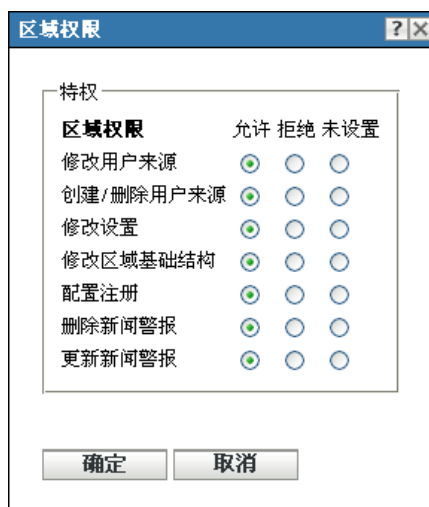 区域权限
特权
区域权限 允许 拒绝 未设置
修改用户来源
创建/删除用户来源
修改设置
修改区域基础结构
配置注册
删除新闻警报
更新新闻警报
确定 取消